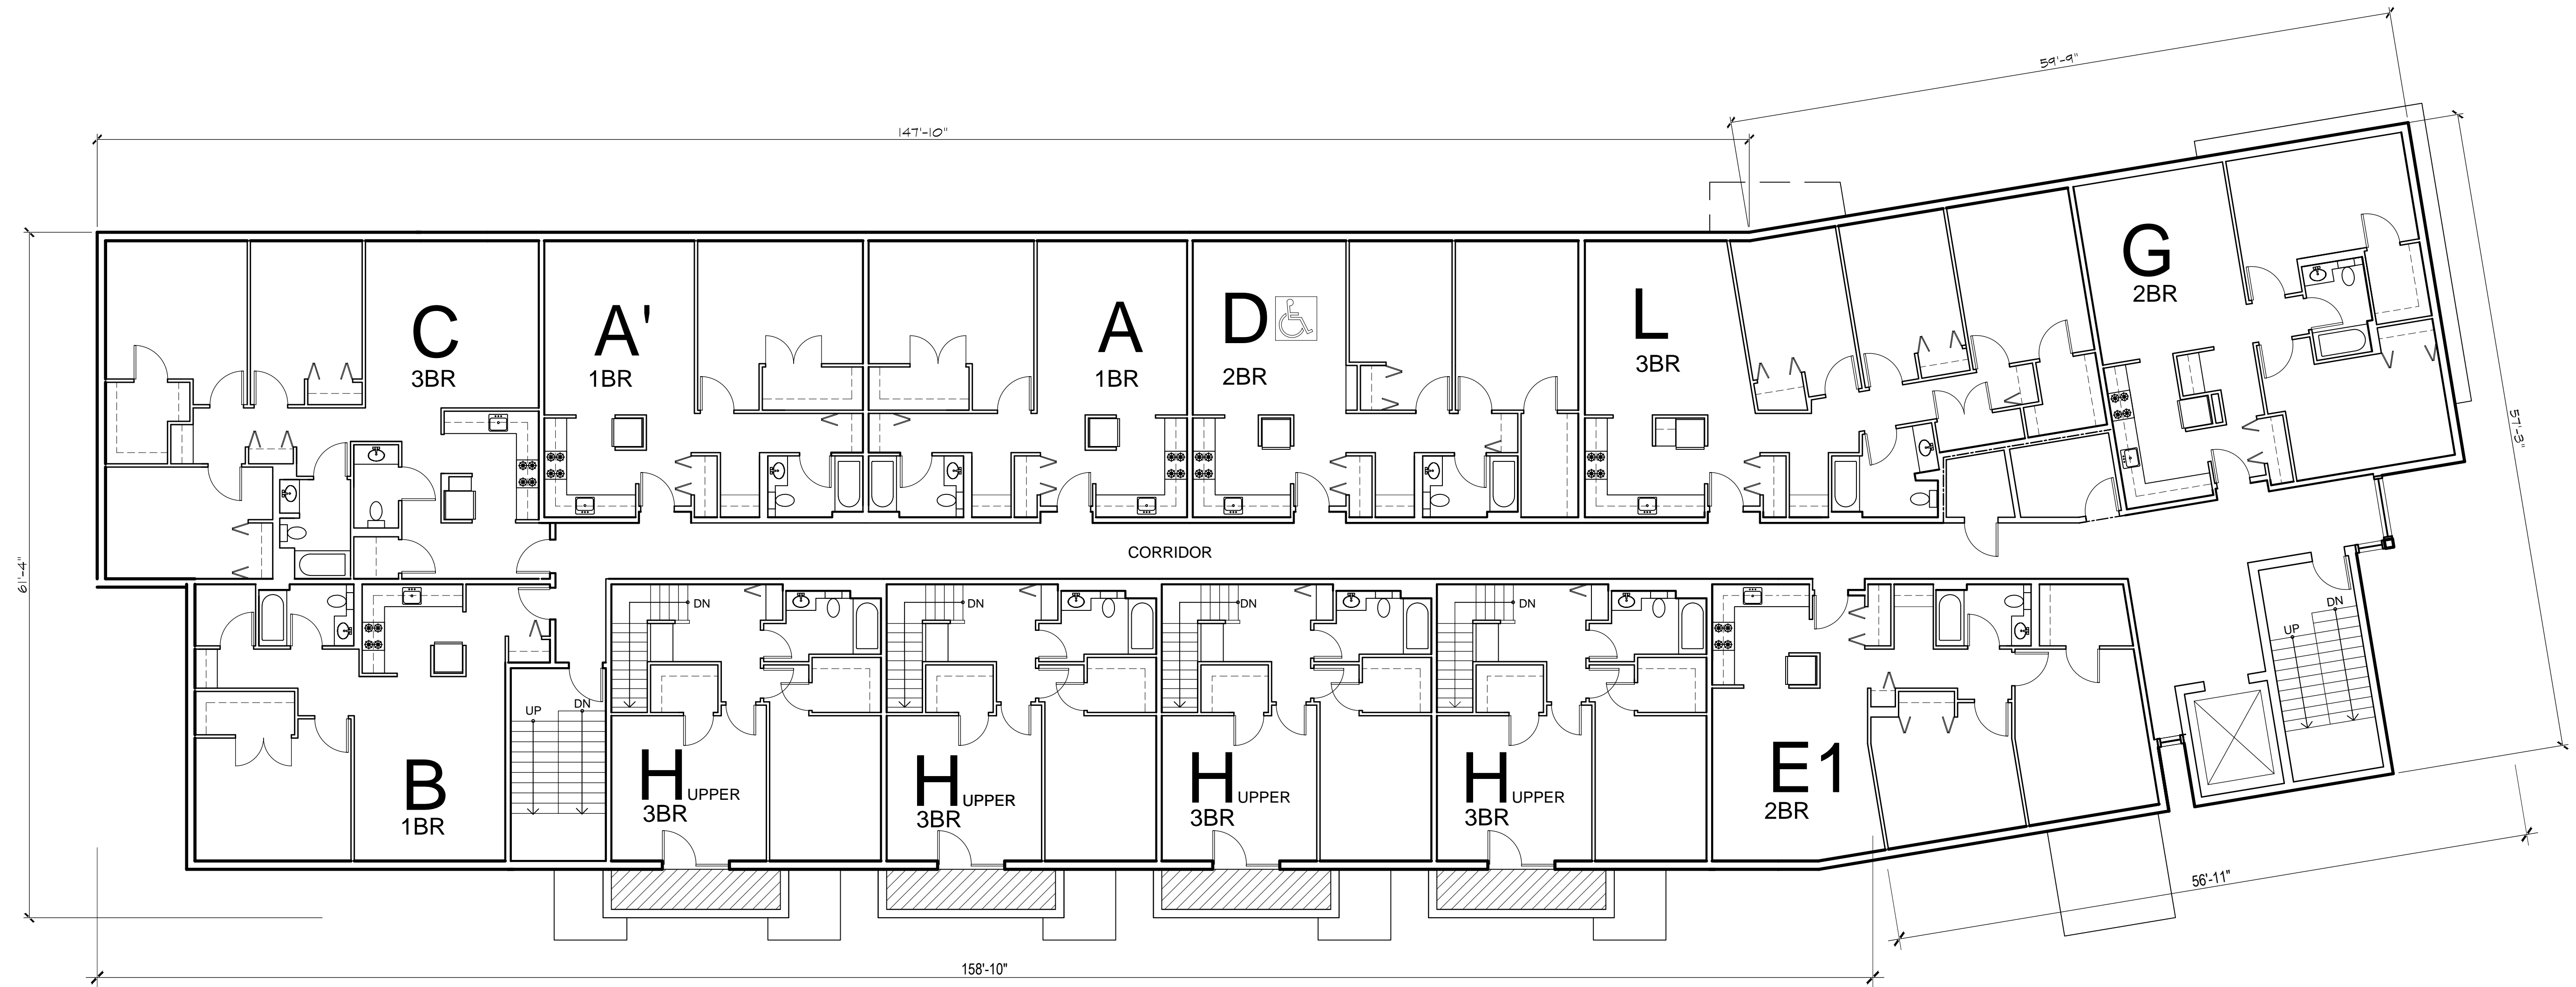 59'-9"
147'-10"
G
2BR
C
3BR
A'
1BR
A
1BR
D
2BR
L
3BR
57'-3"
61'-4"
CORRIDOR
DN
DN
DN
DN
DN
UP
UP
DN
B
1BR
H UPPER
3BR
H UPPER
3BR
H UPPER
3BR
H UPPER
3BR
E1
2BR
56'-11"
158'-10"